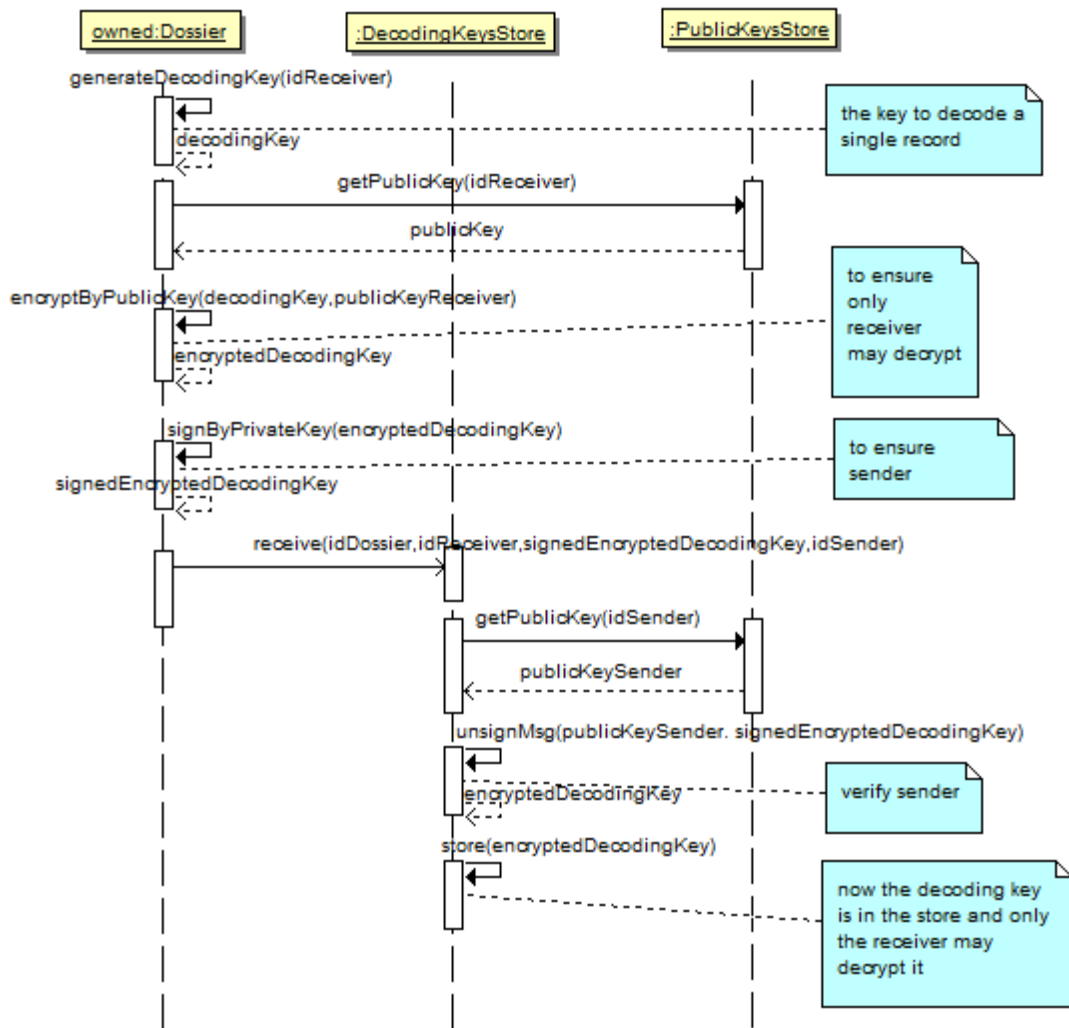 owned:Dossier
:DecodingKeysStore
:PublicKeysStore
generateDecodingKey(idReceiver)
the key to decode a
single record
decodingKey
getPublicKey(idReceiver)
publicKey
to ensure
only
receiver
may decrypt
encryptByPublicKey(decodingKey,publicKeyReceiver)
encryptedDecodingKey
signByPrivateKey(encryptedDecodingKey)
to ensure
sender
signedEncryptedDecodingKey
receive(idDossier,idReceiver,signedEncryptedDecodingKey,idSender)
getPublicKey(idSender)
publicKeySender
unsignMsg(publicKeySender. signedEncryptedDecodingKey)
encryptedDecodingKey
verify sender
store(encryptedDecodingKey)
now the decoding key
is in the store and only
the receiver may
decrypt it